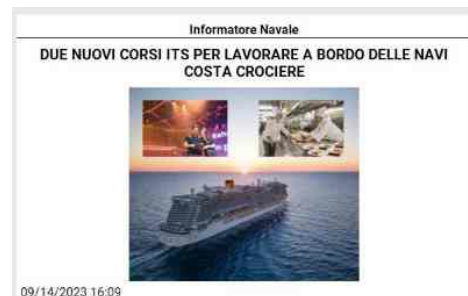 Informatore Navale
DUE NUOVI CORSI ITS PER LAVORARE A BORDO DELLE NAVI
COSTA CROCIERE
09/14/2023 16:09